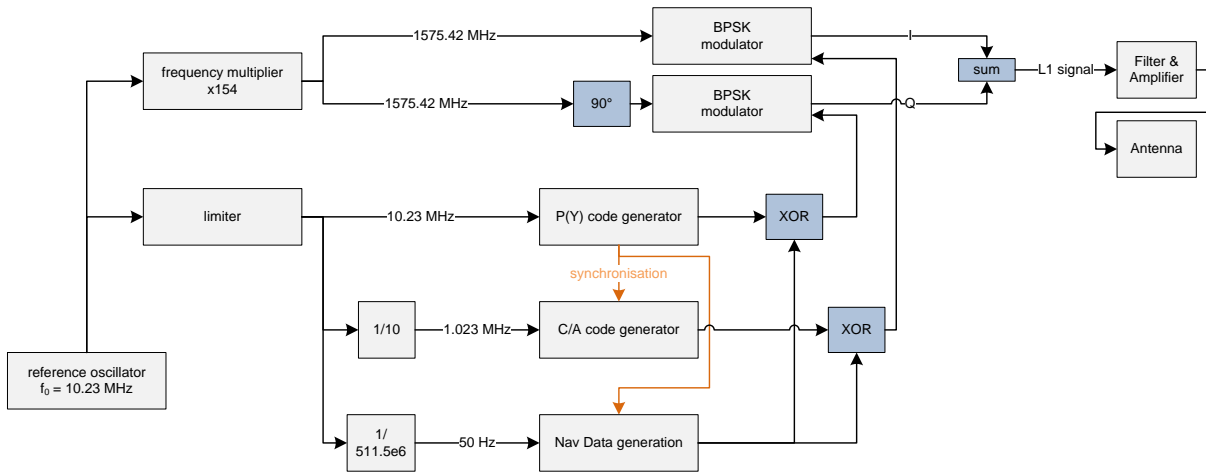 BPSK
modulator
1575.42 MHz
I
frequency multiplier
x154
sum
L1 signal
Filter &
Amplifier
1575.42 MHz
90°
BPSK
modulator
Q
Antenna
limiter
10.23 MHz
P(Y) code generator
XOR
synchronisation
1/10
1.023 MHz
C/A code generator
XOR
reference oscillator
f₀ = 10.23 MHz
1/
511.5e6
50 Hz
Nav Data generation